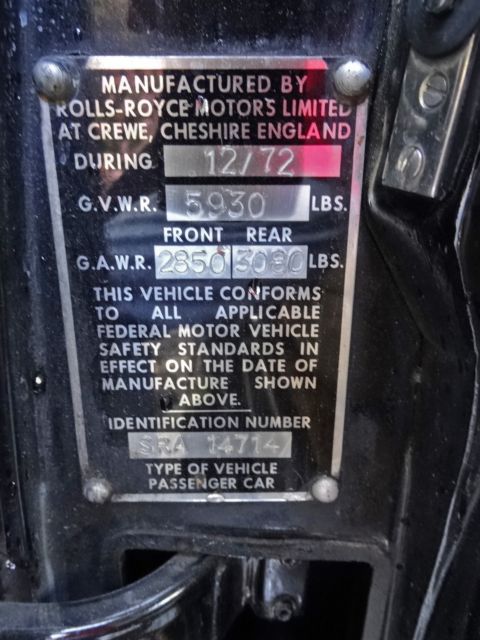 MANUFACTURED BY
ROLLS-ROYCE MOTORS LIMITED
AT CREWE, CHESHIRE ENGLAND
DURING 12/72
G.V.W.R. 5930 LBS.
FRONT REAR
G.A.W.R. 2850 3080 LBS.
THIS VEHICLE CONFORMS
TO ALL APPLICABLE
FEDERAL MOTOR VEHICLE
SAFETY STANDARDS IN
EFFECT ON THE DATE OF
MANUFACTURE SHOWN
ABOVE.
IDENTIFICATION NUMBER
SRA 14714
TYPE OF VEHICLE
PASSENGER CAR